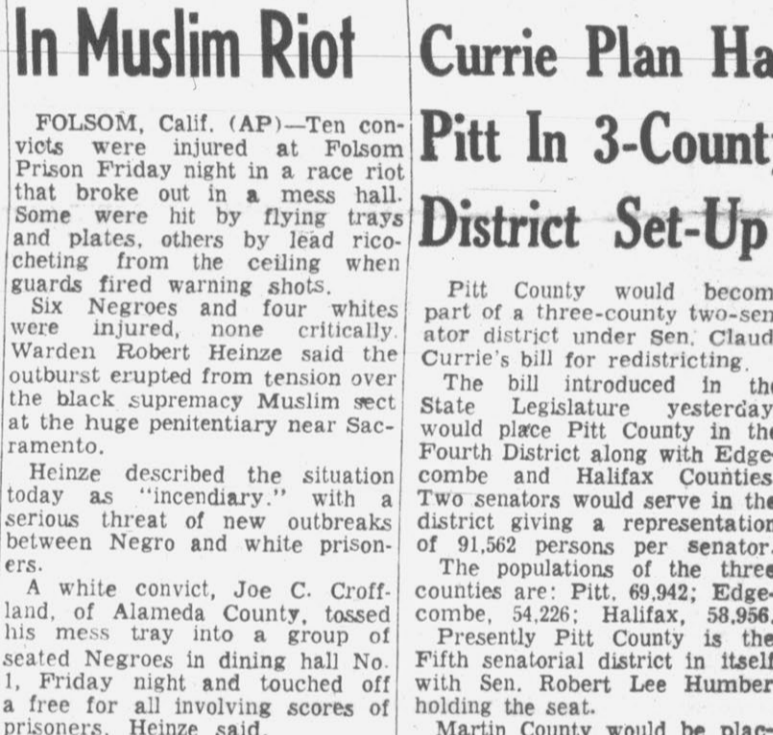 In Muslim Riot
FOLSOM, Calif. (AP)—Ten con-
victs were injured at Folsom
Prison Friday night in a race riot
that broke out in a mess hall.
Some were hit by flying trays
and plates, others by lead rico-
cheting from the ceiling when
guards fired warning shots.
Six Negroes and four whites
were injured, none critically.
Warden Robert Heinze said the
outburst erupted from tension over
the black supremacy Muslim sect
at the huge penitentiary near Sac-
ramento.
Heinze described the situation
today as "incendiary." with a
serious threat of new outbreaks
between Negro and white prison-
ers.
A white convict, Joe C. Croff-
land, of Alameda County, tossed
his mess tray into a group of
seated Negroes in dining hall No.
1, Friday night and touched off
a free for all involving scores of
prisoners, Heinze said.
Currie Plan Ha
Pitt In 3-County
District Set-Up
Pitt County would becom
part of a three-county two-sen
ator district under Sen. Claud
Currie's bill for redistricting.
The bill introduced in the
State Legislature yesterday
would place Pitt County in the
Fourth District along with Edge-
combe and Halifax Counties.
Two senators would serve in the
district giving a representation
of 91,562 persons per senator.
The populations of the three
counties are: Pitt, 69,942; Edge-
combe, 54,226; Halifax, 58,956.
Presently Pitt County is the
Fifth senatorial district in itself
with Sen. Robert Lee Humber
holding the seat.
Martin County would be plac-